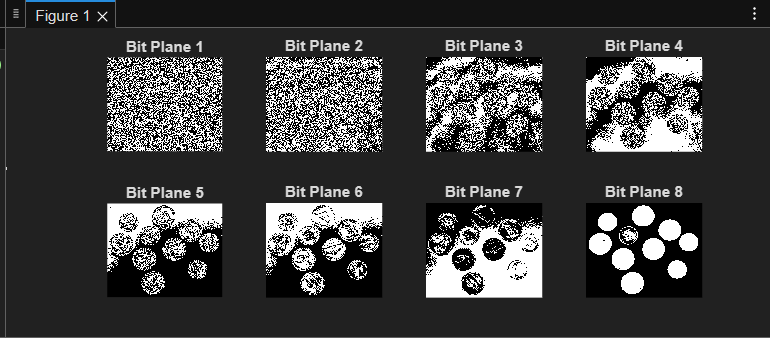 Figure 1
Bit Plane 1
Bit Plane 2
Bit Plane 3
Bit Plane 4
Bit Plane 5
Bit Plane 6
Bit Plane 7
Bit Plane 8